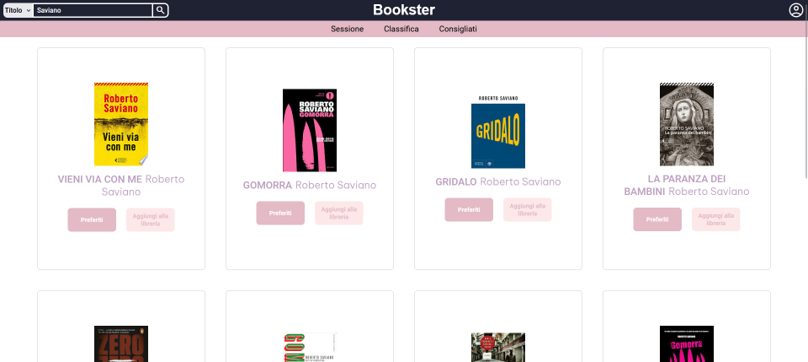 Titolo
Saviano
Bookster
Sessione
Classifica
Consigliati
Roberto
Saviano
Vieni via
con me
ROBERTO
SAVIANO
GOMORRA
ROBERTO SAVIANO
GRIDALO
ROBERTO SAVIANO
La paranza dei bambini
VIENI VIA CON ME Roberto
Saviano
GOMORRA Roberto Saviano
GRIDALO Roberto Saviano
LA PARANZA DEI
BAMBINI Roberto Saviano
Preferiti
Aggiungi alla
libreria
Preferiti
Aggiungi alla
libreria
Preferiti
Aggiungi alla
libreria
Preferiti
Aggiungi alla
libreria
ZERO
ROBERTO SAVIANO
Gomorra